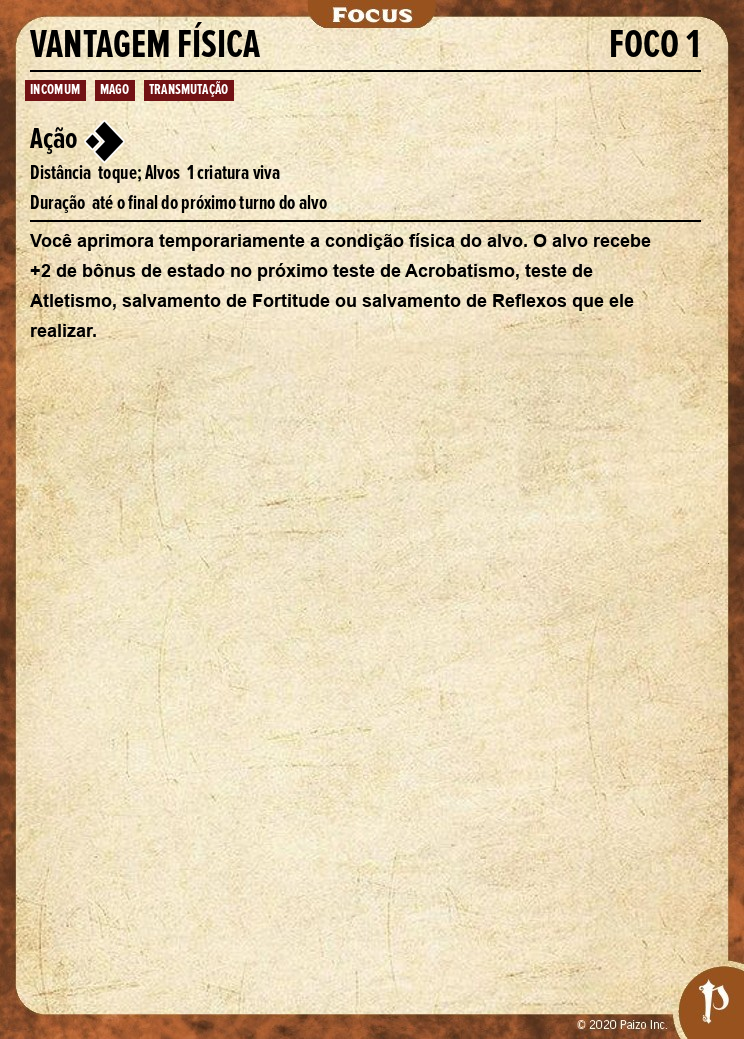 Focus
VANTAGEM FÍSICA FOCO 1
INCOMUM MAGO TRANSMUTAÇÃO
Ação
Distância toque; Alvos 1 criatura viva
Duração até o final do próximo turno do alvo
Você aprimora temporariamente a condição física do alvo. O alvo recebe
+2 de bônus de estado no próximo teste de Acrobatismo, teste de
Atletismo, salvamento de Fortitude ou salvamento de Reflexos que ele
realizar.
© 2020 Paizo Inc.
P